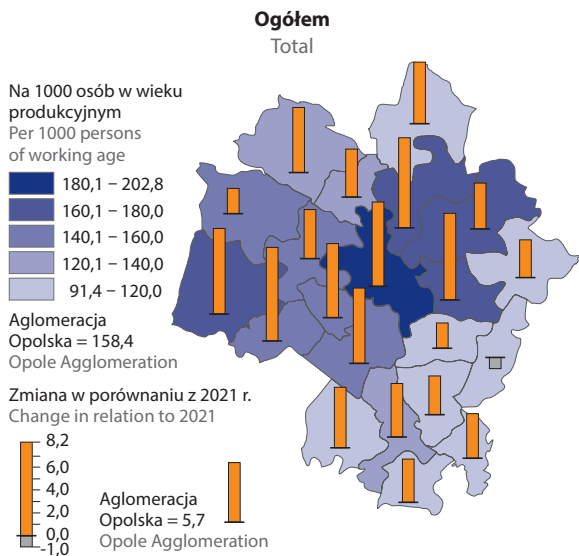 Ogółem
Total
Na 1000 osób w wieku
produkcyjnym
Per 1000 persons
of working age
180,1 – 202,8
160,1 – 180,0
140,1 – 160,0
120,1 – 140,0
91,4 – 120,0
Aglomeracja
Opolska = 158,4
Opole Agglomeration
Zmiana w porównaniu z 2021 r.
Change in relation to 2021
8,2
6,0
4,0
2,0
0,0
-1,0
Aglomeracja
Opolska = 5,7
Opole Agglomeration